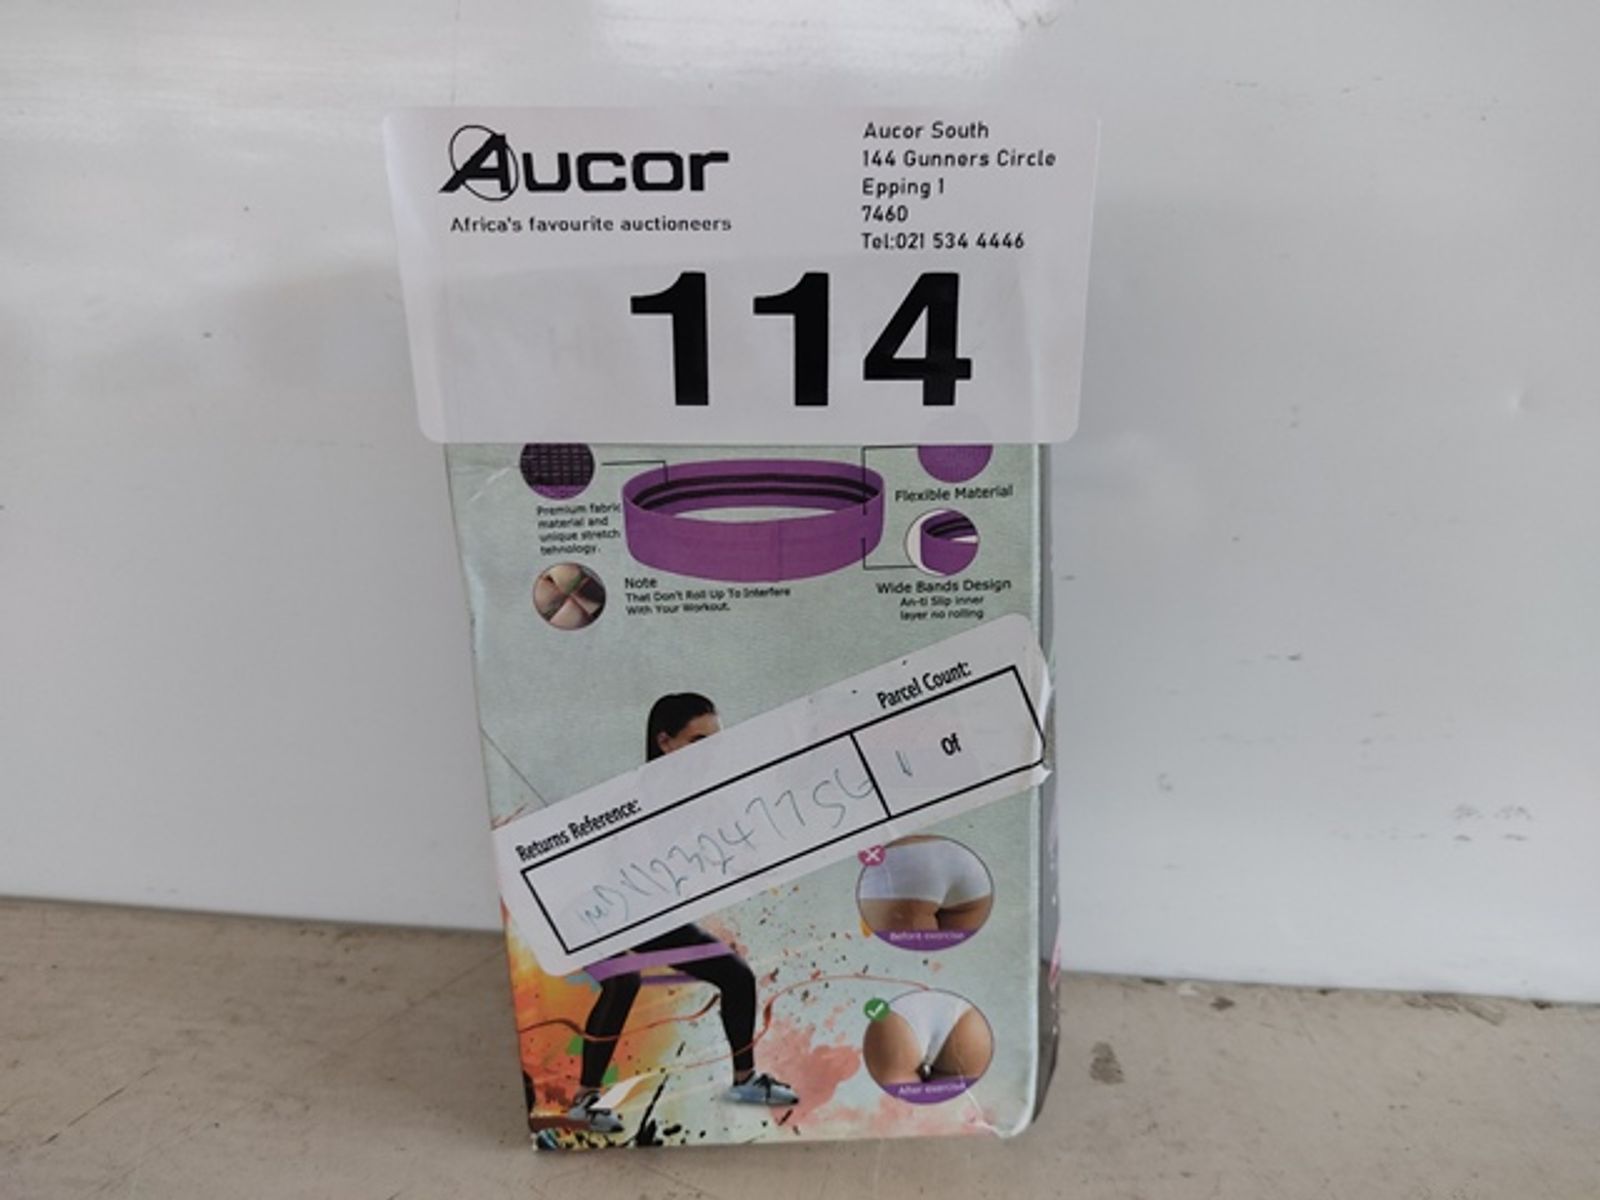 Aucor
Africa's favourite auctioneers
Aucor South
144 Gunners Circle
Epping 1
7460
Tel:021 534 4446
114
Premium fabric
material and
unique stretch
tehnology.
Flexible Material
Note
That Don't Roll Up To Interfere
With Your Workout.
Wide Bands Design
An-ti Slip inner
layer no rolling
Returns Reference:
Parcel Count:
Of
Before exercise
After exercise